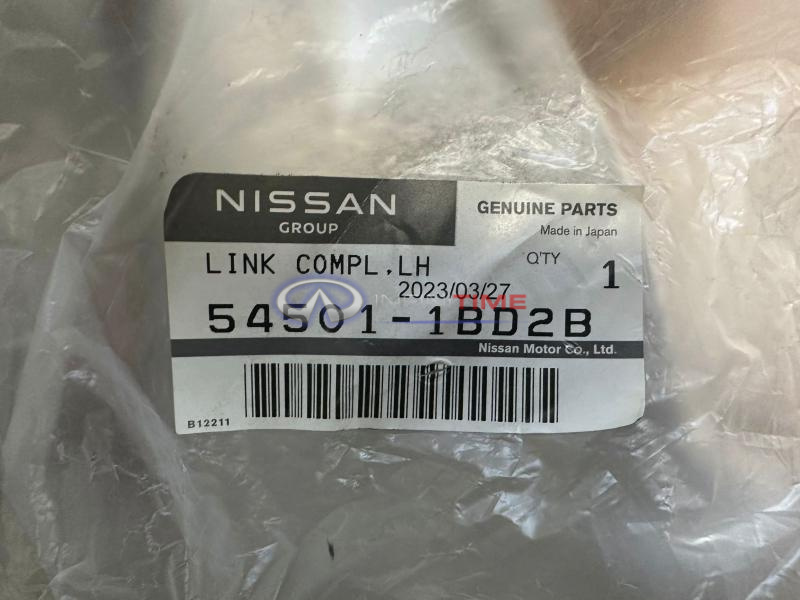 NISSAN
GROUP
GENUINE PARTS
Made in Japan
LINK COMPL,LH
Q'TY 1
2023/03/27
TIME
54501-1BD2B
Nissan Motor Co., Ltd.
B12211